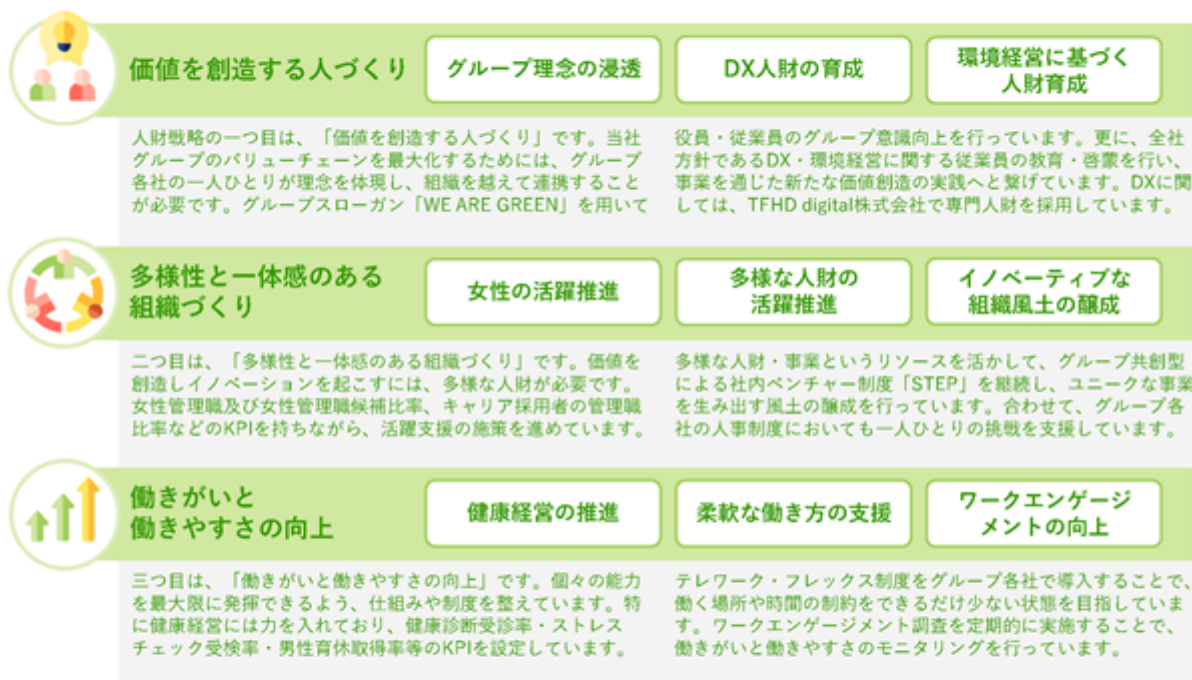 価値を創造する人づくり
グループ理念の浸透
DX人財の育成
環境経営に基づく
人財育成
人財戦略の一つ目は、「価値を創造する人づくり」です。当社
グループのバリューチェーンを最大化するためには、グループ
各社の一人ひとりが理念を体現し、組織を越えて連携すること
が必要です。グループスローガン「WE ARE GREEN」を用いて
役員・従業員のグループ意識向上を行っています。更に、全社
方針であるDX・環境経営に関する従業員の教育・啓蒙を行い、
事業を通じた新たな価値創造の実践へと繋げています。DXに関
しては、TFHD digital株式会社で専門人財を採用しています。
多様性と一体感のある
組織づくり
女性の活躍推進
多様な人財の
活躍推進
イノベーティブな
組織風土の醸成
二つ目は、「多様性と一体感のある組織づくり」です。価値を
創造しイノベーションを起こすには、多様な人財が必要です。
女性管理職及び女性管理職候補比率、キャリア採用者の管理職
比率などのKPIを持ちながら、活躍支援の施策を進めています。
多様な人財・事業というリソースを活かして、グループ共創型
による社内ベンチャー制度「STEP」を継続し、ユニークな事業
を生み出す風土の醸成を行っています。合わせて、グループ各
社の人事制度においても一人ひとりの挑戦を支援しています。
働きがいと
働きやすさの向上
健康経営の推進
柔軟な働き方の支援
ワークエンゲージ
メントの向上
三つ目は、「働きがいと働きやすさの向上」です。個々の能力
を最大限に発揮できるよう、仕組みや制度を整えています。特
に健康経営には力を入れており、健康診断受診率・ストレス
チェック受検率・男性育休取得率等のKPIを設定しています。
テレワーク・フレックス制度をグループ各社で導入することで、
働く場所や時間の制約をできるだけ少ない状態を目指していま
す。ワークエンゲージメント調査を定期的に実施することで、
働きがいと働きやすさのモニタリングを行っています。